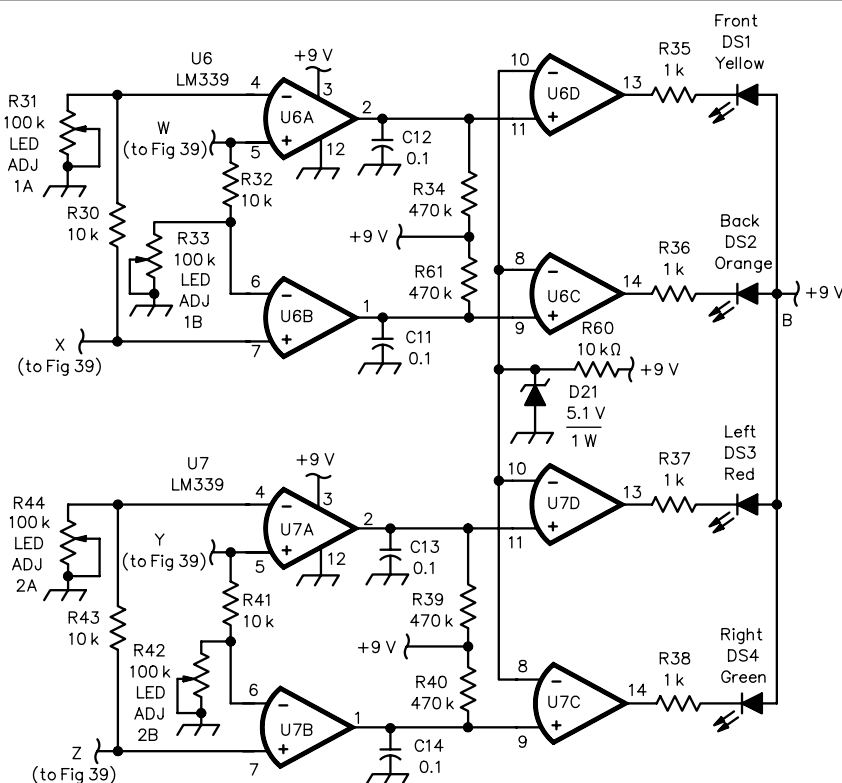 Front
DS1
Yellow
R35
1 k
10
−
U6D
+
11
13
U6
LM339
+9 V
4
3
−
U6A
+
5
2
12
R31
100 k
LED
ADJ
1A
W
(to Fig 39)
C12
0.1
R32
10 k
R34
470 k
R30
10 k
R33
100 k
LED
ADJ
1B
+9 V
R61
470 k
Back
DS2
Orange
R36
1 k
8
−
U6C
+
9
14
+9 V
B
6
−
U6B
+
7
1
C11
0.1
X
(to Fig 39)
R60
10 kΩ
+9 V
D21
5.1 V
1 W
U7
LM339
+9 V
4
3
−
U7A
+
5
2
12
R44
100 k
LED
ADJ
2A
Y
(to Fig 39)
C13
0.1
Left
DS3
Red
R37
1 k
10
−
U7D
+
11
13
R43
10 k
R41
10 k
R39
470 k
R42
100 k
LED
ADJ
2B
+9 V
R40
470 k
Right
DS4
Green
R38
1 k
8
−
U7C
+
9
14
6
−
U7B
+
7
1
C14
0.1
Z
(to Fig 39)